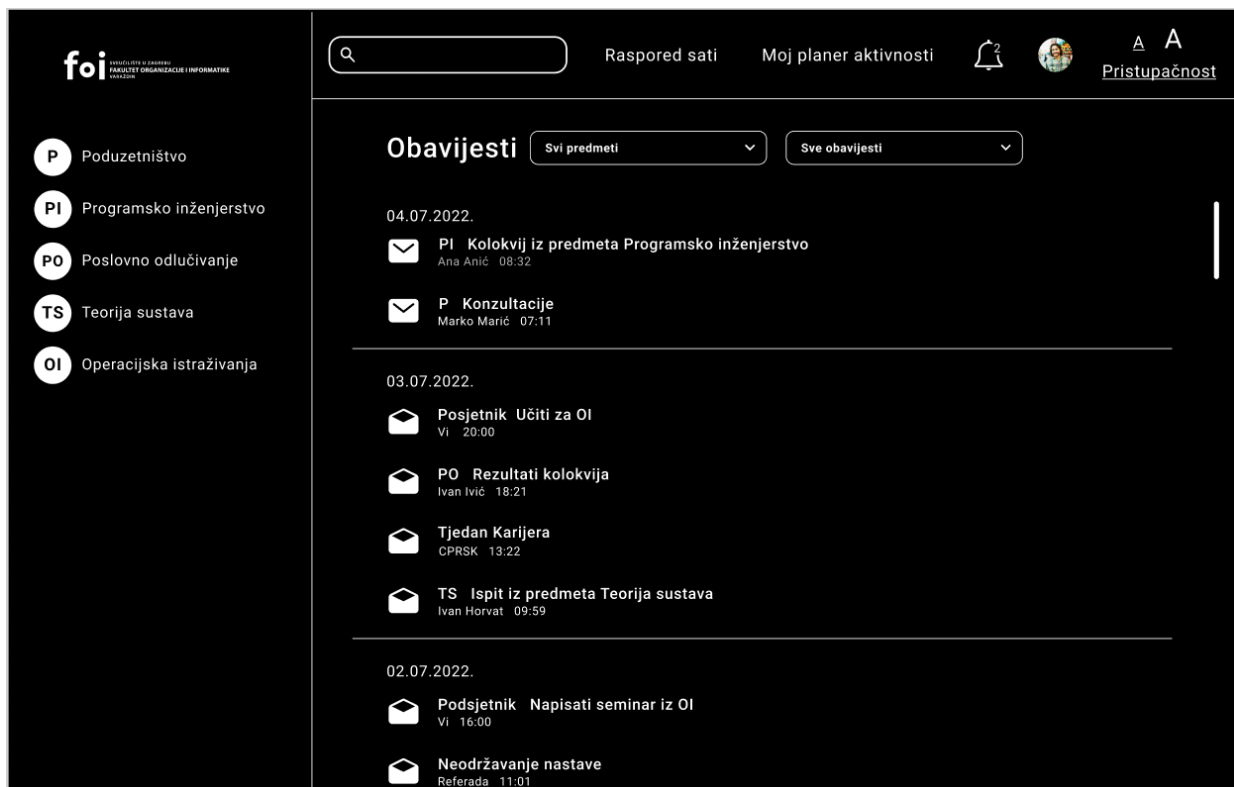 foi
SVEUČILIŠTE U ZAGREBU
FAKULTET ORGANIZACIJE I INFORMATIKE
VARAŽDIN
Raspored sati
Moj planer aktivnosti
2
A A
Pristupačnost
P Poduzetništvo
PI Programsko inženjerstvo
PO Poslovno odlučivanje
TS Teorija sustava
OI Operacijska istraživanja
Obavijesti
Svi predmeti
Sve obavijesti
04.07.2022.
PI Kolokvij iz predmeta Programsko inženjerstvo
Ana Anić 08:32
P Konzultacije
Marko Marić 07:11
03.07.2022.
Posjetnik Učiti za OI
Vi 20:00
PO Rezultati kolokvija
Ivan Ivić 18:21
Tjedan Karijera
CPRSK 13:22
TS Ispit iz predmeta Teorija sustava
Ivan Horvat 09:59
02.07.2022.
Podsjetnik Napisati seminar iz OI
Vi 16:00
Neodržavanje nastave
Referada 11:01